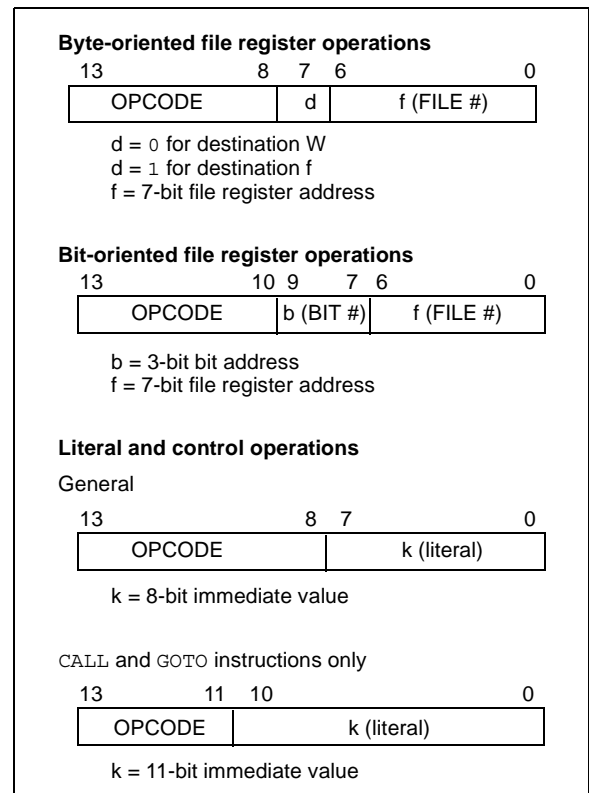 Byte-oriented file register operations
13 8 7 6 0
OPCODE d f (FILE #)
d = 0 for destination W
d = 1 for destination f
f = 7-bit file register address
Bit-oriented file register operations
13 10 9 7 6 0
OPCODE b (BIT #) f (FILE #)
b = 3-bit bit address
f = 7-bit file register address
Literal and control operations
General
13 8 7 0
OPCODE k (literal)
k = 8-bit immediate value
CALL and GOTO instructions only
13 11 10 0
OPCODE k (literal)
k = 11-bit immediate value